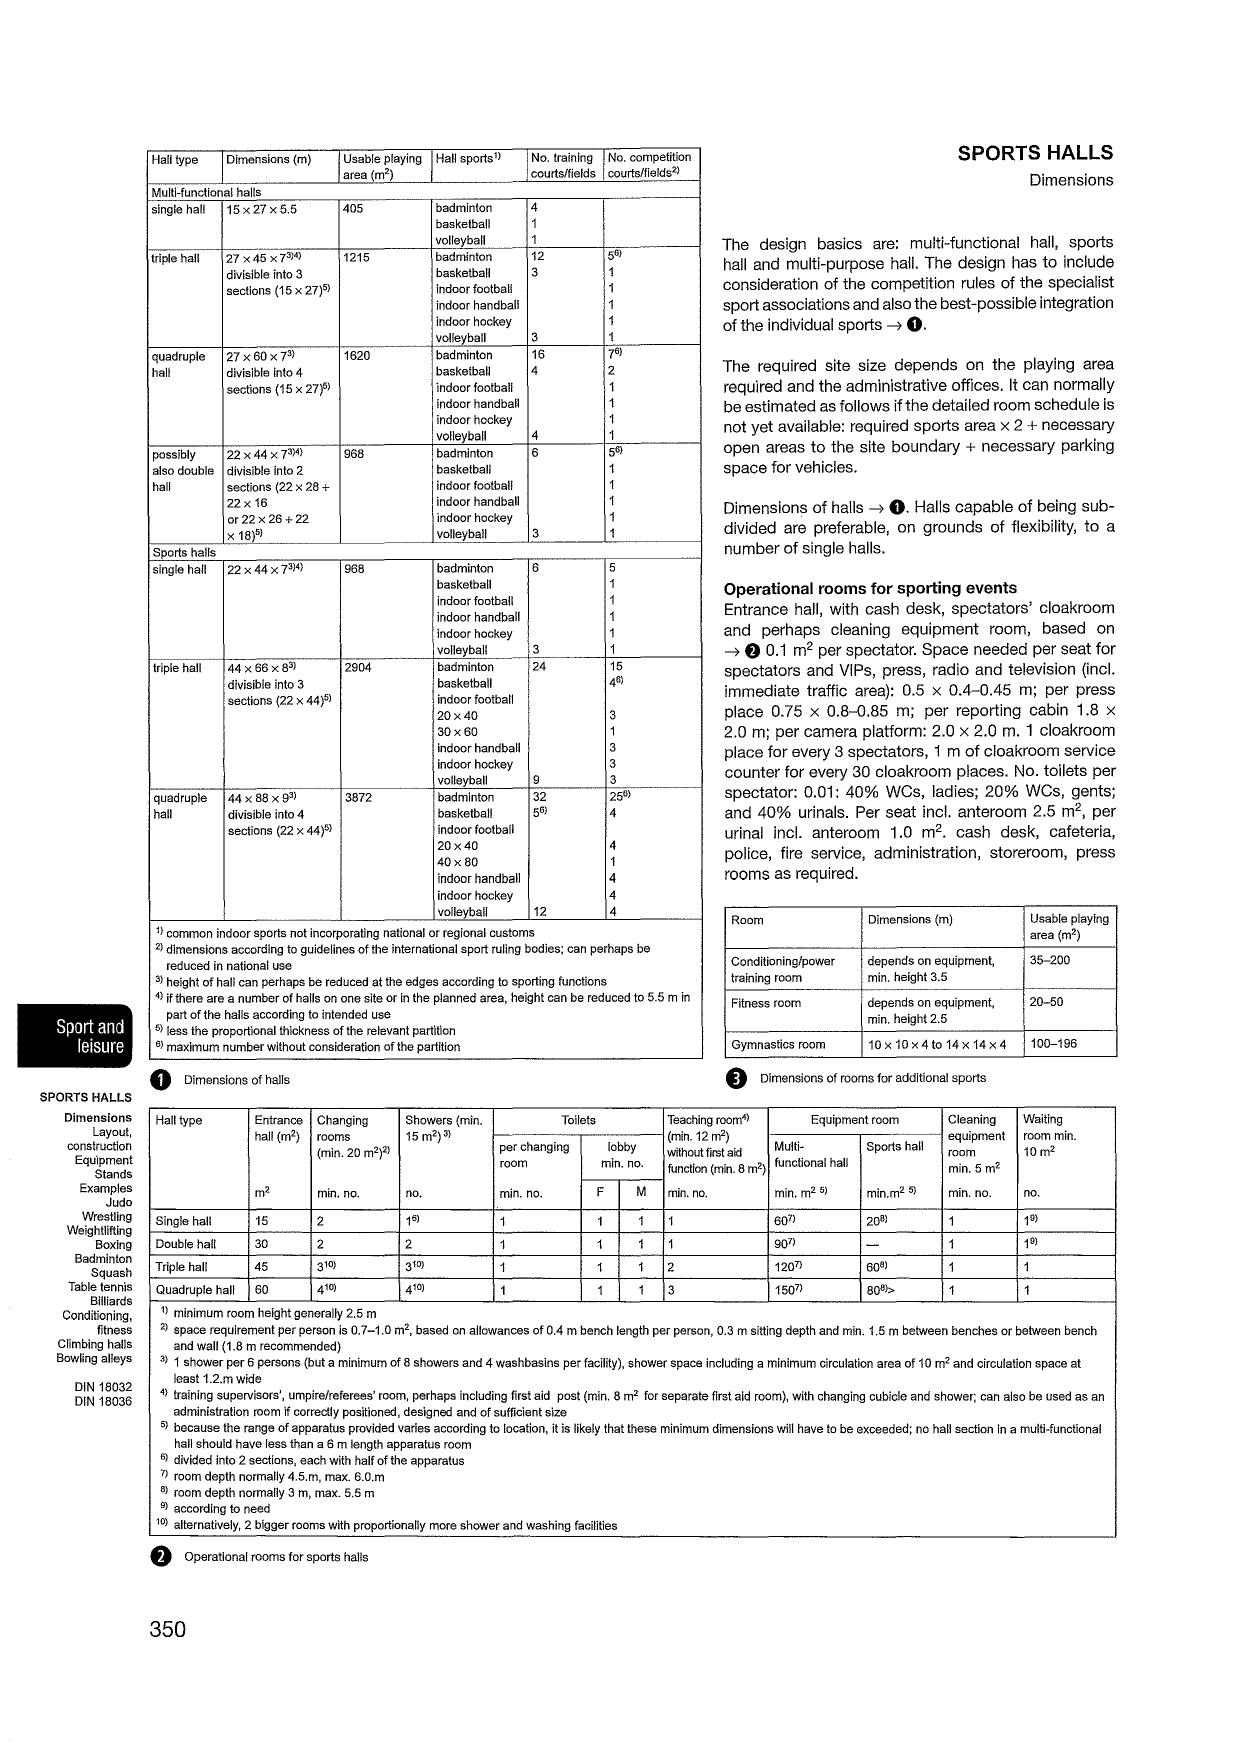 SPORTS HALLS
Dimensions
Hall type | Dimensions (m) | Usable playing area (m²) | Hall sports¹⁾ | No. training courts/fields | No. competition courts/fields²⁾
Multi-functional halls
single hall | 15 x 27 x 5.5 | 405 | badminton | 4
basketball | 1
volleyball | 1
triple hall | 27 x 45 x 7³⁾⁴⁾ | 1215 | badminton | 12 | 5⁶⁾
divisible into 3 | basketball | 3 | 1
sections (15 x 27)⁵⁾ | indoor football | 1
indoor handball | 1
indoor hockey | 1
volleyball | 3 | 1
quadruple | 27 x 60 x 7³⁾ | 1620 | badminton | 16 | 7⁶⁾
hall | divisible into 4 | basketball | 4 | 2
sections (15 x 27)⁵⁾ | indoor football | 1
indoor handball | 1
indoor hockey | 1
volleyball | 4 | 1
possibly | 22 x 44 x 7³⁾⁴⁾ | 968 | badminton | 6 | 5⁶⁾
also double | divisible into 2 | basketball | 1
hall | sections (22 x 28 + | indoor football | 1
22 x 16 | indoor handball | 1
or 22 x 26 + 22 | indoor hockey | 1
x 18)⁵⁾ | volleyball | 3 | 1
Sports halls
single hall | 22 x 44 x 7³⁾⁴⁾ | 968 | badminton | 6 | 5
basketball | 1
indoor football | 1
indoor handball | 1
indoor hockey | 1
volleyball | 3 | 1
triple hall | 44 x 66 x 8³⁾ | 2904 | badminton | 24 | 15
divisible into 3 | basketball | 4⁶⁾
sections (22 x 44)⁵⁾ | indoor football
20 x 40 | 3
30 x 60 | 1
indoor handball | 3
indoor hockey | 3
volleyball | 9 | 3
quadruple | 44 x 88 x 9³⁾ | 3872 | badminton | 32 | 25⁶⁾
hall | divisible into 4 | basketball | 5⁶⁾ | 4
sections (22 x 44)⁵⁾ | indoor football
20 x 40 | 4
40 x 80 | 1
indoor handball | 4
indoor hockey | 4
volleyball | 12 | 4
¹⁾ common indoor sports not incorporating national or regional customs
²⁾ dimensions according to guidelines of the international sport ruling bodies; can perhaps be
reduced in national use
³⁾ height of hall can perhaps be reduced at the edges according to sporting functions
⁴⁾ if there are a number of halls on one site or in the planned area, height can be reduced to 5.5 m in
part of the halls according to intended use
⁵⁾ less the proportional thickness of the relevant partition
⁶⁾ maximum number without consideration of the partition
1 Dimensions of halls
The design basics are: multi-functional hall, sports
hall and multi-purpose hall. The design has to include
consideration of the competition rules of the specialist
sport associations and also the best-possible integration
of the individual sports → 1.
The required site size depends on the playing area
required and the administrative offices. It can normally
be estimated as follows if the detailed room schedule is
not yet available: required sports area x 2 + necessary
open areas to the site boundary + necessary parking
space for vehicles.
Dimensions of halls → 1. Halls capable of being sub-
divided are preferable, on grounds of flexibility, to a
number of single halls.
Operational rooms for sporting events
Entrance hall, with cash desk, spectators' cloakroom
and perhaps cleaning equipment room, based on
→ 2 0.1 m² per spectator. Space needed per seat for
spectators and VIPs, press, radio and television (incl.
immediate traffic area): 0.5 x 0.4–0.45 m; per press
place 0.75 x 0.8–0.85 m; per reporting cabin 1.8 x
2.0 m; per camera platform: 2.0 x 2.0 m. 1 cloakroom
place for every 3 spectators, 1 m of cloakroom service
counter for every 30 cloakroom places. No. toilets per
spectator: 0.01: 40% WCs, ladies; 20% WCs, gents;
and 40% urinals. Per seat incl. anteroom 2.5 m², per
urinal incl. anteroom 1.0 m². cash desk, cafeteria,
police, fire service, administration, storeroom, press
rooms as required.
Room | Dimensions (m) | Usable playing area (m²)
Conditioning/power training room | depends on equipment, min. height 3.5 | 35–200
Fitness room | depends on equipment, min. height 2.5 | 20–50
Gymnastics room | 10 x 10 x 4 to 14 x 14 x 4 | 100–196
3 Dimensions of rooms for additional sports
Sport and
leisure
SPORTS HALLS
Dimensions
Layout,
construction
Equipment
Stands
Examples
Judo
Wrestling
Weightlifting
Boxing
Badminton
Squash
Table tennis
Billiards
Conditioning,
fitness
Climbing halls
Bowling alleys
DIN 18032
DIN 18036
Hall type | Entrance hall (m²) | Changing rooms (min. 20 m²)²⁾ | Showers (min. 15 m²)³⁾ | Toilets | Teaching room⁴⁾ (min. 12 m²) without first aid function (min. 8 m²) | Equipment room | Cleaning equipment room min. 5 m² | Waiting room min. 10 m²
per changing room | lobby min. no. | Multi-functional hall | Sports hall
m² | min. no. | no. | min. no. | F | M | min. no. | min. m² ⁵⁾ | min.m² ⁵⁾ | min. no. | no.
Single hall | 15 | 2 | 1⁶⁾ | 1 | 1 | 1 | 1 | 60⁷⁾ | 20⁸⁾ | 1 | 1⁹⁾
Double hall | 30 | 2 | 2 | 1 | 1 | 1 | 1 | 90⁷⁾ | — | 1 | 1⁹⁾
Triple hall | 45 | 3¹⁰⁾ | 3¹⁰⁾ | 1 | 1 | 1 | 2 | 120⁷⁾ | 60⁸⁾ | 1 | 1
Quadruple hall | 60 | 4¹⁰⁾ | 4¹⁰⁾ | 1 | 1 | 1 | 3 | 150⁷⁾ | 80⁸⁾> | 1 | 1
¹⁾ minimum room height generally 2.5 m
²⁾ space requirement per person is 0.7–1.0 m², based on allowances of 0.4 m bench length per person, 0.3 m sitting depth and min. 1.5 m between benches or between bench
and wall (1.8 m recommended)
³⁾ 1 shower per 6 persons (but a minimum of 8 showers and 4 washbasins per facility), shower space including a minimum circulation area of 10 m² and circulation space at
least 1.2.m wide
⁴⁾ training supervisors', umpire/referees' room, perhaps including first aid post (min. 8 m² for separate first aid room), with changing cubicle and shower; can also be used as an
administration room if correctly positioned, designed and of sufficient size
⁵⁾ because the range of apparatus provided varies according to location, it is likely that these minimum dimensions will have to be exceeded; no hall section in a multi-functional
hall should have less than a 6 m length apparatus room
⁶⁾ divided into 2 sections, each with half of the apparatus
⁷⁾ room depth normally 4.5.m, max. 6.0.m
⁸⁾ room depth normally 3 m, max. 5.5 m
⁹⁾ according to need
¹⁰⁾ alternatively, 2 bigger rooms with proportionally more shower and washing facilities
2 Operational rooms for sports halls
350